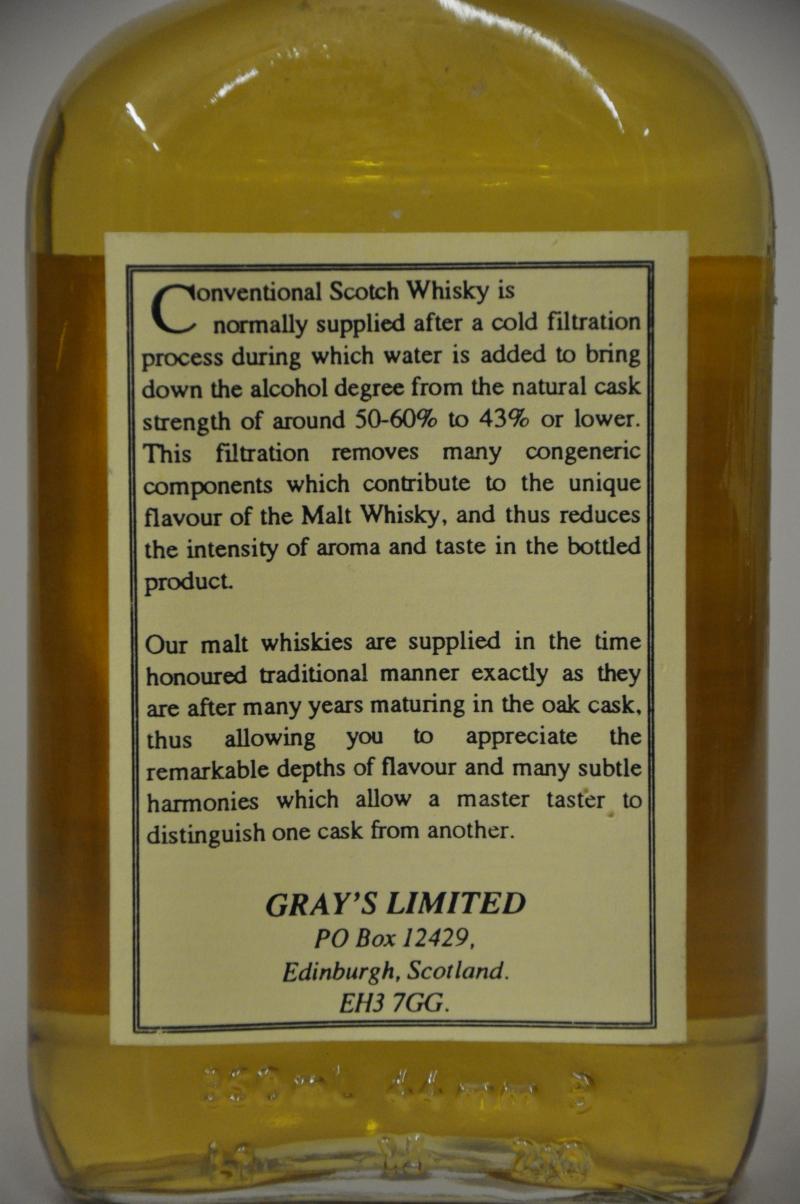 Conventional Scotch Whisky is
normally supplied after a cold filtration
process during which water is added to bring
down the alcohol degree from the natural cask
strength of around 50-60% to 43% or lower.
This filtration removes many congeneric
components which contribute to the unique
flavour of the Malt Whisky, and thus reduces
the intensity of aroma and taste in the bottled
product.
Our malt whiskies are supplied in the time
honoured traditional manner exactly as they
are after many years maturing in the oak cask,
thus allowing you to appreciate the
remarkable depths of flavour and many subtle
harmonies which allow a master taster to
distinguish one cask from another.
GRAY'S LIMITED
PO Box 12429,
Edinburgh, Scotland.
EH3 7GG.
44mm